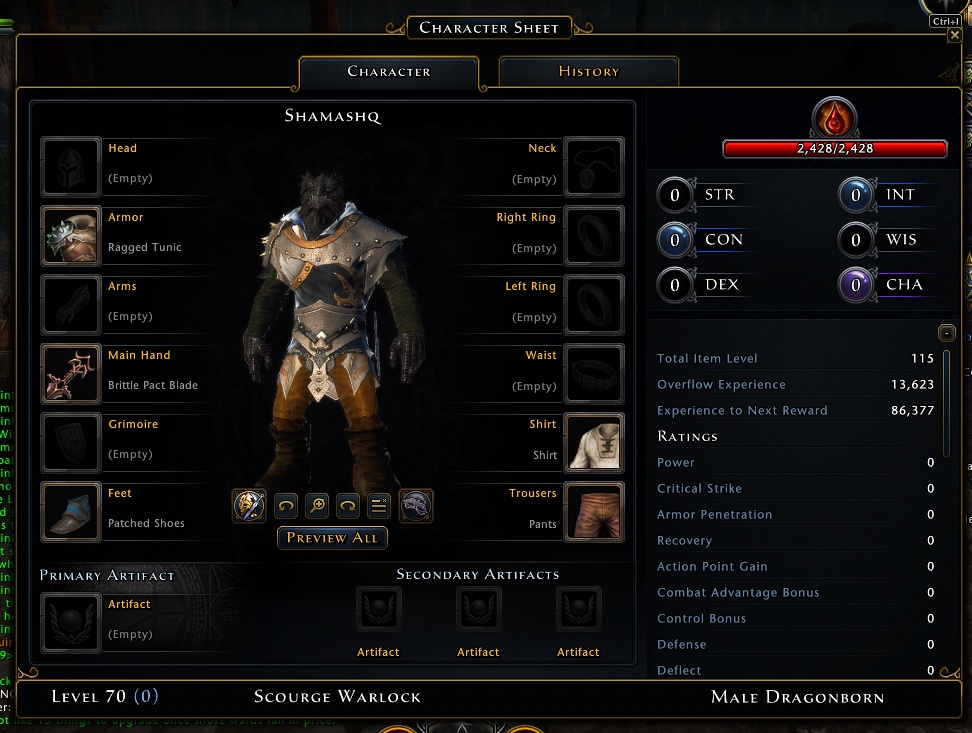 Ctrl+I
Character Sheet
Character
History
Shamashq
Head
(Empty)
Armor
Ragged Tunic
Arms
(Empty)
Main Hand
Brittle Pact Blade
Grimoire
(Empty)
Feet
Patched Shoes
Neck
(Empty)
Right Ring
(Empty)
Left Ring
(Empty)
Waist
(Empty)
Shirt
Shirt
Trousers
Pants
Preview All
Primary Artifact
Artifact
(Empty)
Secondary Artifacts
Artifact
Artifact
Artifact
2,428/2,428
0 STR
0 INT
0 CON
0 WIS
0 DEX
0 CHA
Total Item Level 115
Overflow Experience 13,623
Experience to Next Reward 86,377
Ratings
Power 0
Critical Strike 0
Armor Penetration 0
Recovery 0
Action Point Gain 0
Combat Advantage Bonus 0
Control Bonus 0
Defense 0
Deflect 0
Level 70 (0)
Scourge Warlock
Male Dragonborn